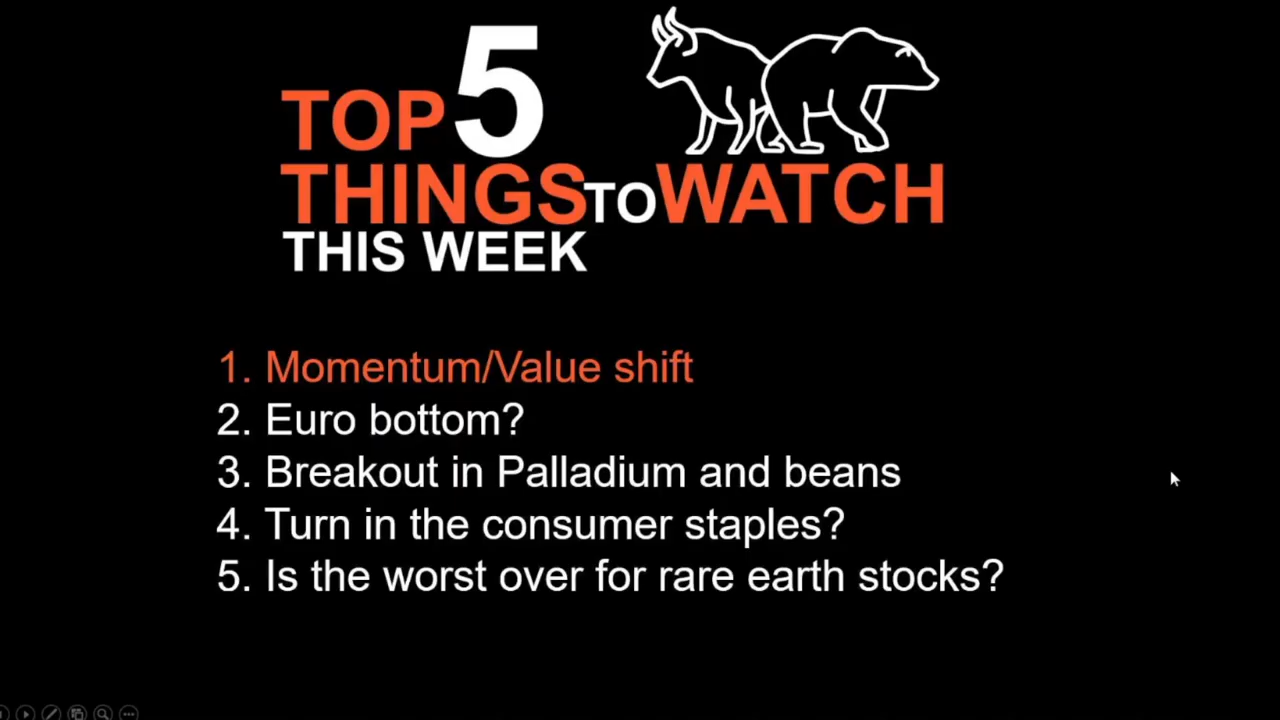 TOP 5
THINGS TO WATCH
THIS WEEK
1. Momentum/Value shift
2. Euro bottom?
3. Breakout in Palladium and beans
4. Turn in the consumer staples?
5. Is the worst over for rare earth stocks?